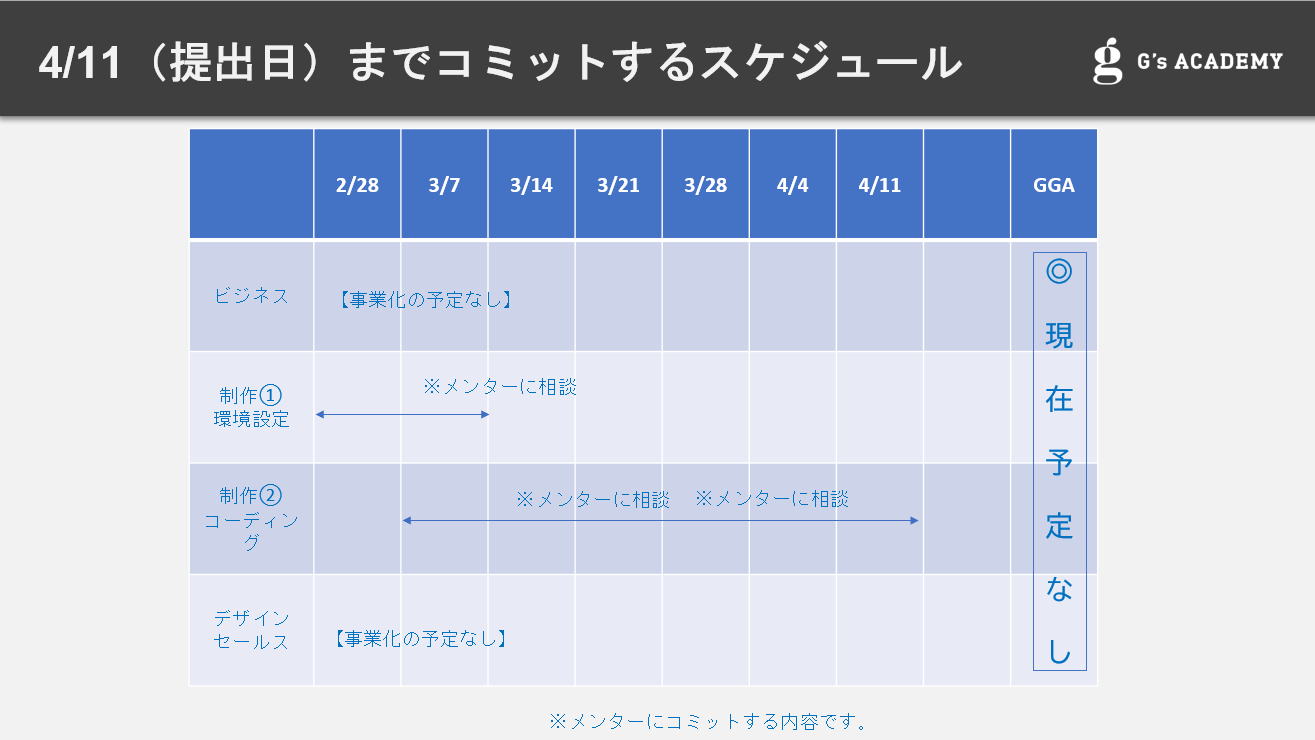 4/11（提出日）までコミットするスケジュール
G's ACADEMY
2/28
3/7
3/14
3/21
3/28
4/4
4/11
GGA
ビジネス
【事業化の予定なし】
制作①
環境設定
※メンターに相談
制作②
コーディン
グ
※メンターに相談
※メンターに相談
デザイン
セールス
【事業化の予定なし】
◎現在予定なし
※メンターにコミットする内容です。